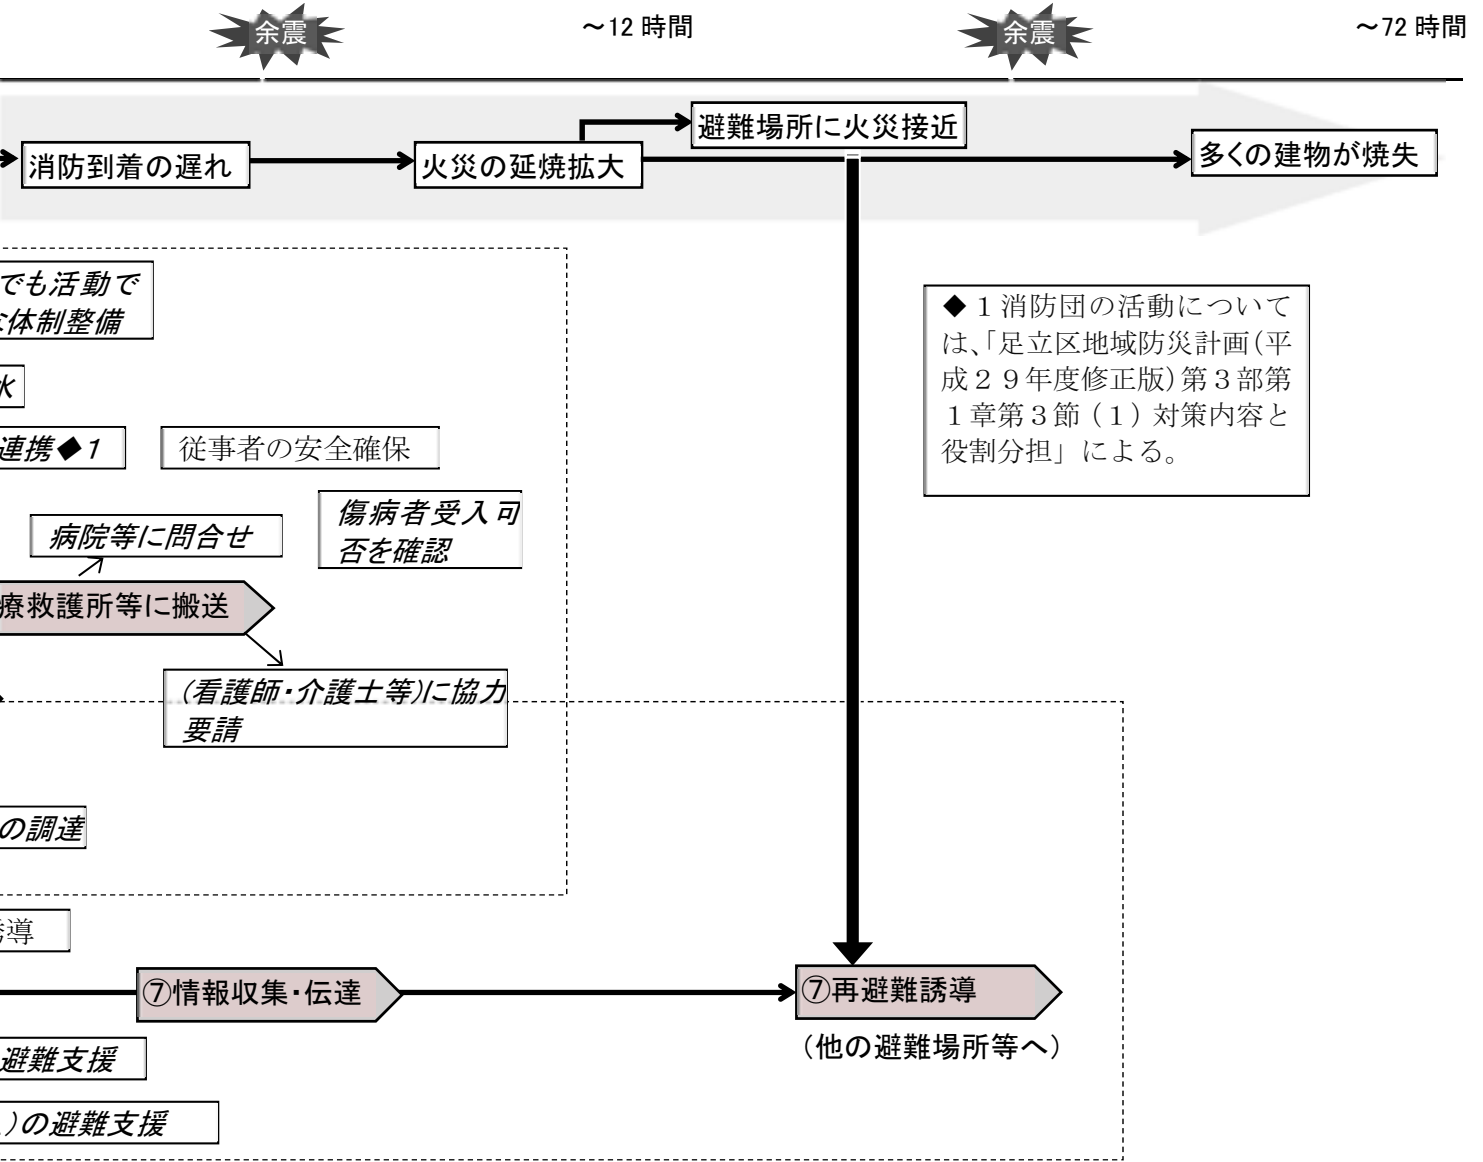 余震
～12 時間
余震
～72 時間
避難場所に火災接近
消防到着の遅れ
火災の延焼拡大
多くの建物が焼失
でも活動で
体制整備
◆１消防団の活動について
は、「足立区地域防災計画（平
成２９年度修正版）第３部第
１章第３節（１）対策内容と
役割分担」による。
水
連携◆1
従事者の安全確保
傷病者受入可
否を確認
病院等に問合せ
療救護所等に搬送
(看護師・介護士等)に協力
要請
の調達
導
⑦情報収集・伝達
⑦再避難誘導
（他の避難場所等へ）
避難支援
）の避難支援